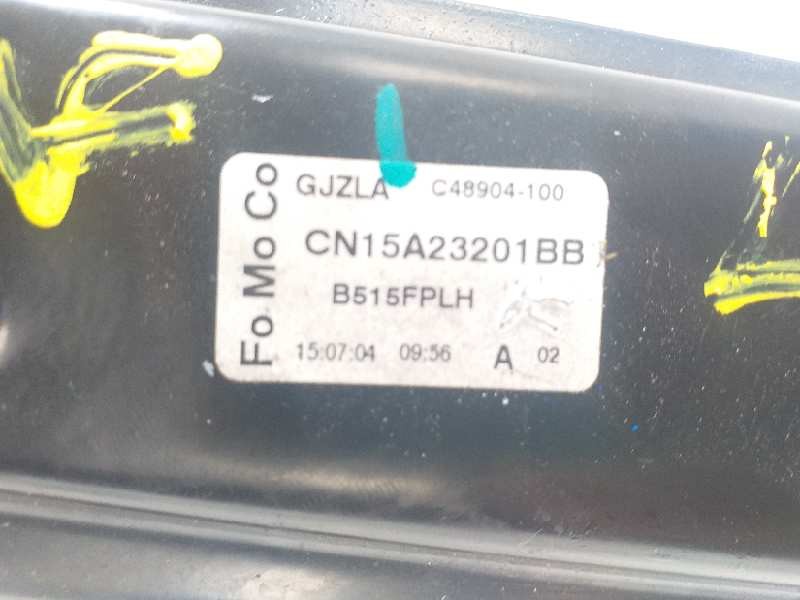 Fo Mo Co
GJZLA C48904-100
CN15A23201BB
B515FPLH
15:07:04 09:56 A 02